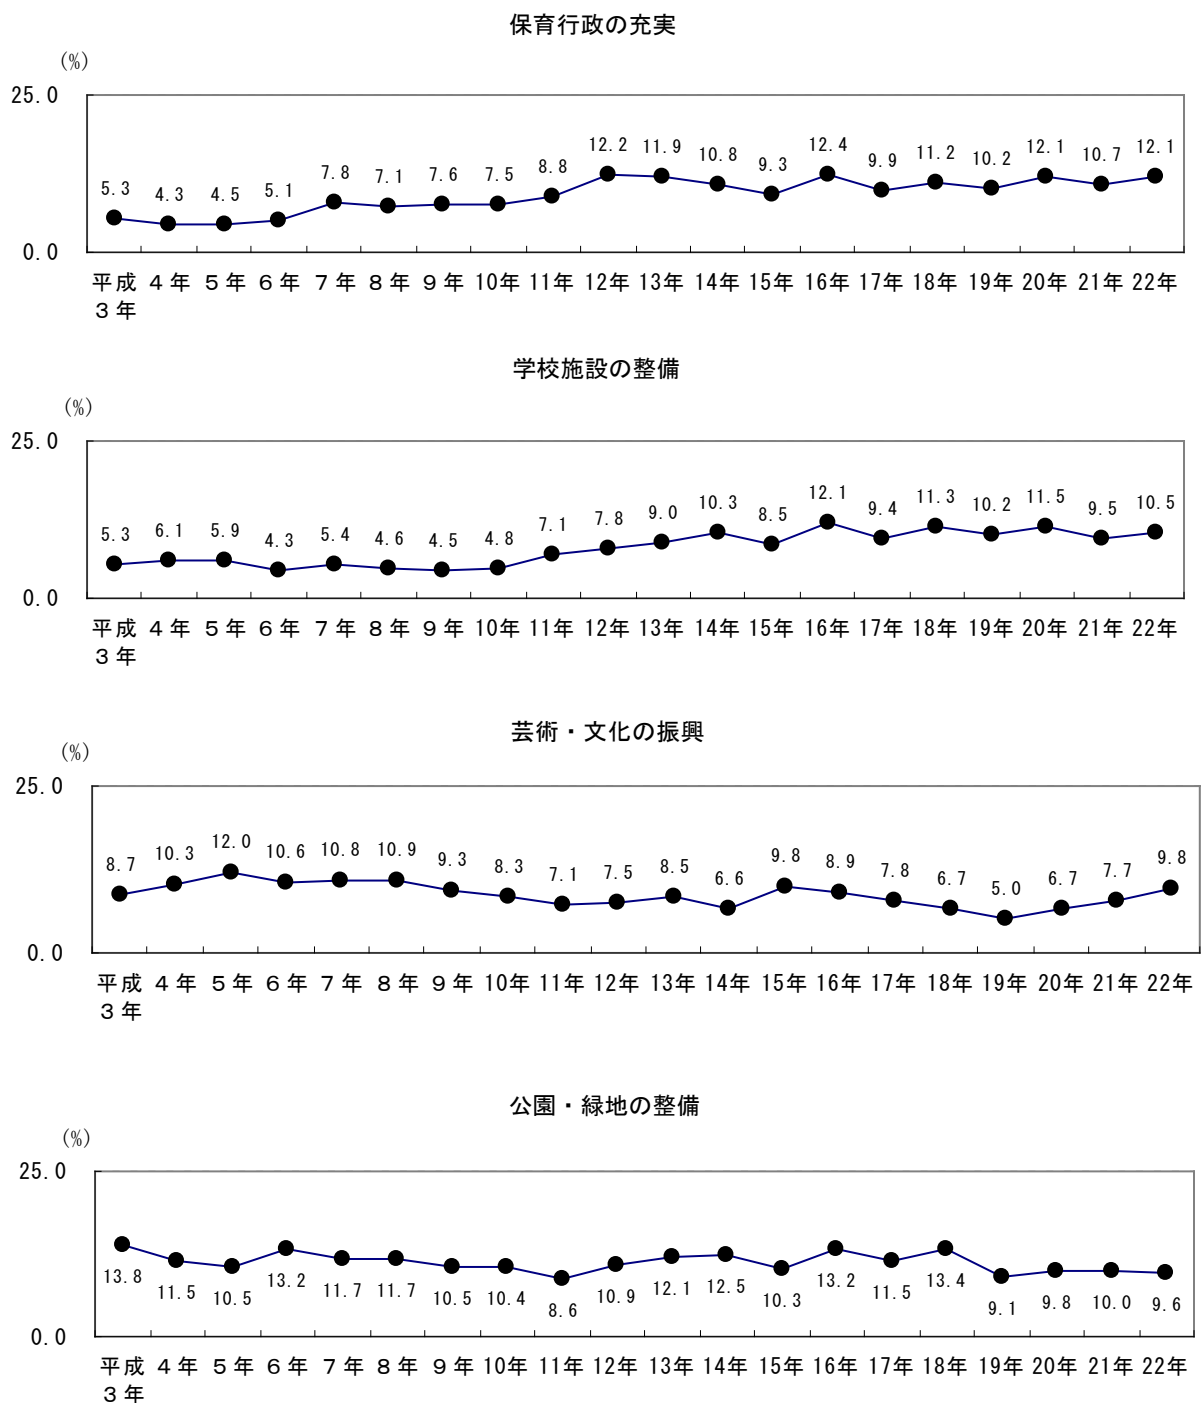 保育行政の充実
(%)
25.0
5.3 4.3 4.5 5.1 7.8 7.1 7.6 7.5 8.8 12.2 11.9 10.8 9.3 12.4 9.9 11.2 10.2 12.1 10.7 12.1
0.0
平成 4年 5年 6年 7年 8年 9年 10年 11年 12年 13年 14年 15年 16年 17年 18年 19年 20年 21年 22年
3年
学校施設の整備
(%)
25.0
5.3 6.1 5.9 4.3 5.4 4.6 4.5 4.8 7.1 7.8 9.0 10.3 8.5 12.1 9.4 11.3 10.2 11.5 9.5 10.5
0.0
平成 4年 5年 6年 7年 8年 9年 10年 11年 12年 13年 14年 15年 16年 17年 18年 19年 20年 21年 22年
3年
芸術・文化の振興
(%)
25.0
8.7 10.3 12.0 10.6 10.8 10.9 9.3 8.3 7.1 7.5 8.5 6.6 9.8 8.9 7.8 6.7 5.0 6.7 7.7 9.8
0.0
平成 4年 5年 6年 7年 8年 9年 10年 11年 12年 13年 14年 15年 16年 17年 18年 19年 20年 21年 22年
3年
公園・緑地の整備
(%)
25.0
13.8 11.5 10.5 13.2 11.7 11.7 10.5 10.4 8.6 10.9 12.1 12.5 10.3 13.2 11.5 13.4 9.1 9.8 10.0 9.6
0.0
平成 4年 5年 6年 7年 8年 9年 10年 11年 12年 13年 14年 15年 16年 17年 18年 19年 20年 21年 22年
3年